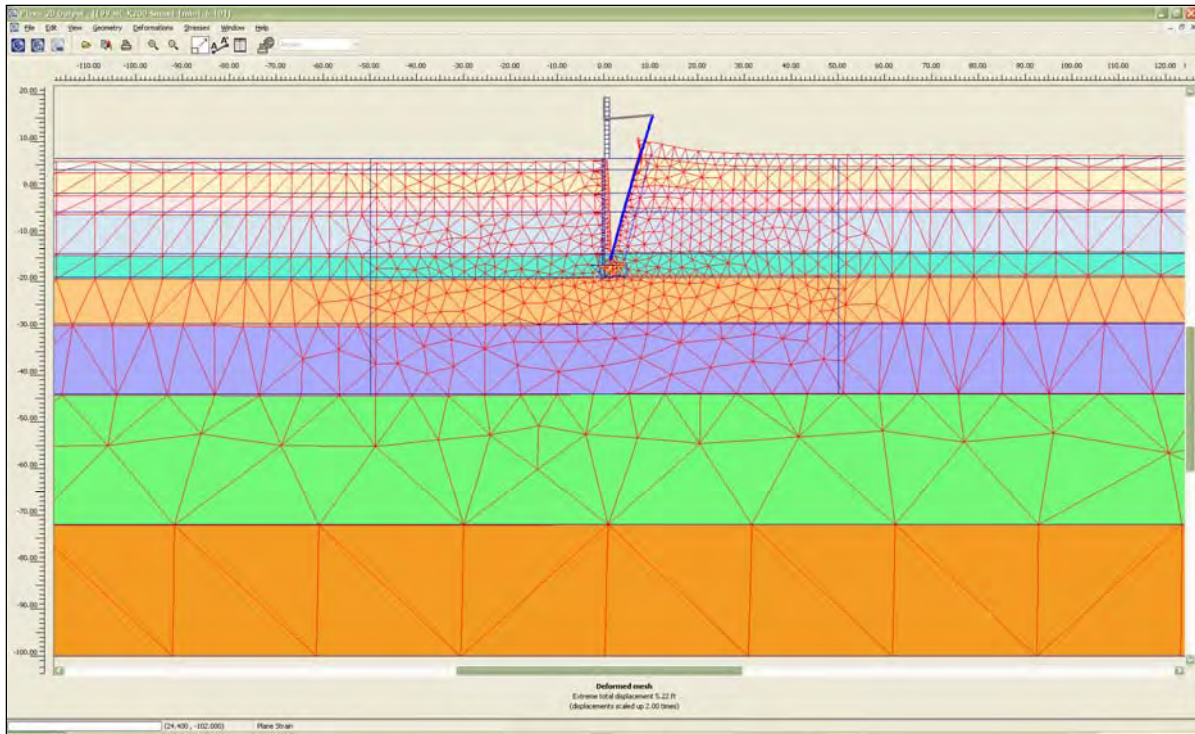 File Edit View Geometry Deformations Stresses Window Help
-110.00 -100.00 -90.00 -80.00 -70.00 -60.00 -50.00 -40.00 -30.00 -20.00 -10.00 0.00 10.00 20.00 30.00 40.00 50.00 60.00 70.00 80.00 90.00 100.00 110.00 120.00
20.00
10.00
0.00
-10.00
-20.00
-30.00
-40.00
-50.00
-60.00
-70.00
-80.00
-90.00
-100.00
Deformed mesh
Extreme total displacement 5.22 ft
(displacements scaled up 2.00 times)
(24.400 , -102.000) Plane Strain